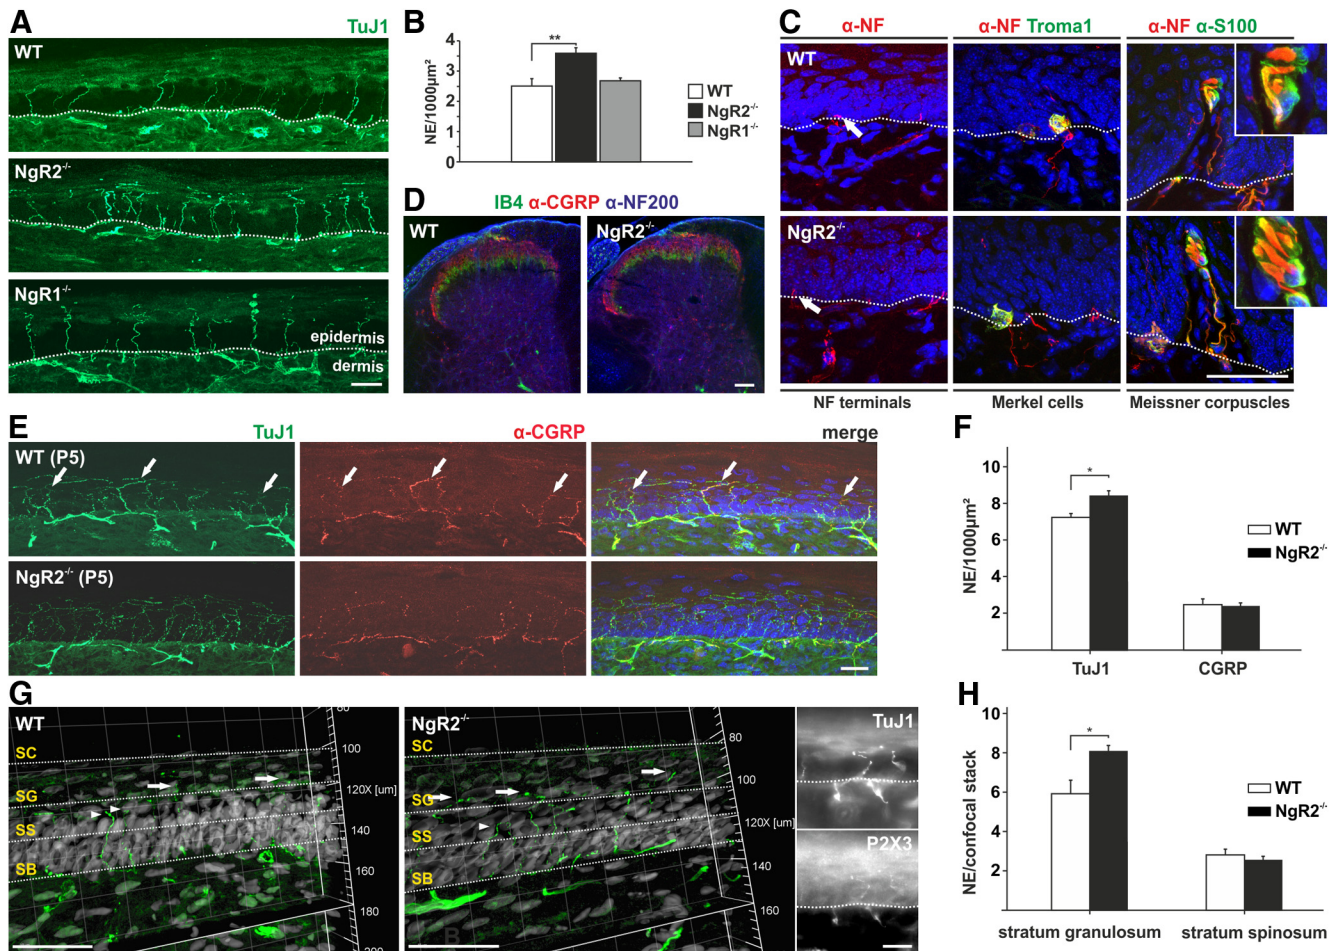 A
TuJ1
WT
NgR2-/-
NgR1-/-
epidermis
dermis
B
NE/1000µm²
4
3
2
1
0
**
WT
NgR2-/-
NgR1-/-
C
α-NF
α-NF Troma1
α-NF α-S100
WT
NgR2-/-
NF terminals
Merkel cells
Meissner corpuscles
D
IB4 α-CGRP α-NF200
WT
NgR2-/-
E
TuJ1
α-CGRP
merge
WT (P5)
NgR2-/- (P5)
F
NE/1000µm²
10
8
6
4
2
*
WT
NgR2-/-
TuJ1
CGRP
G
WT
SC
SG
SS
SB
80
100
120X [um]
140
160
180
200
NgR2-/-
SC
SG
SS
SB
80
100
120X [um]
140
160
TuJ1
P2X3
H
NE/confocal stack
10
8
6
4
2
*
WT
NgR2-/-
stratum granulosum
stratum spinosum